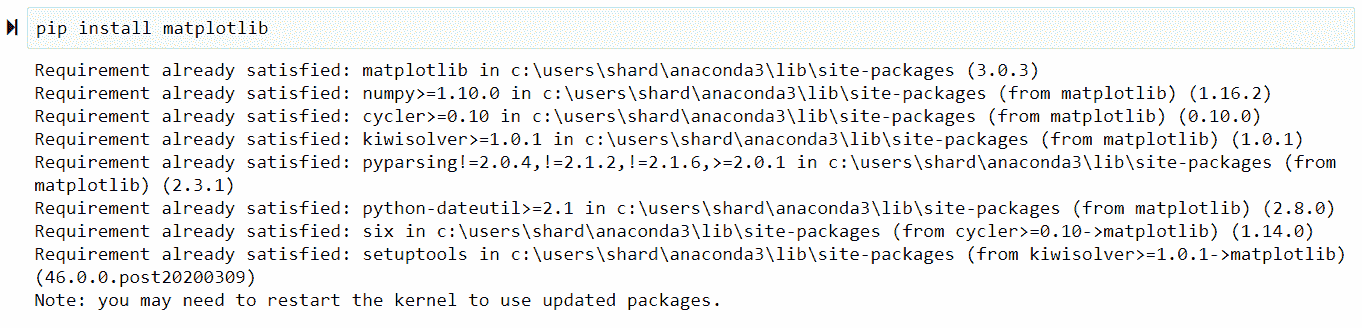 pip install matplotlib
Requirement already satisfied: matplotlib in c:\users\shard\anaconda3\lib\site-packages (3.0.3)
Requirement already satisfied: numpy>=1.10.0 in c:\users\shard\anaconda3\lib\site-packages (from matplotlib) (1.16.2)
Requirement already satisfied: cycler>=0.10 in c:\users\shard\anaconda3\lib\site-packages (from matplotlib) (0.10.0)
Requirement already satisfied: kiwisolver>=1.0.1 in c:\users\shard\anaconda3\lib\site-packages (from matplotlib) (1.0.1)
Requirement already satisfied: pyparsing!=2.0.4,!=2.1.2,!=2.1.6,>=2.0.1 in c:\users\shard\anaconda3\lib\site-packages (from
matplotlib) (2.3.1)
Requirement already satisfied: python-dateutil>=2.1 in c:\users\shard\anaconda3\lib\site-packages (from matplotlib) (2.8.0)
Requirement already satisfied: six in c:\users\shard\anaconda3\lib\site-packages (from cycler>=0.10->matplotlib) (1.14.0)
Requirement already satisfied: setuptools in c:\users\shard\anaconda3\lib\site-packages (from kiwisolver>=1.0.1->matplotlib)
(46.0.0.post20200309)
Note: you may need to restart the kernel to use updated packages.